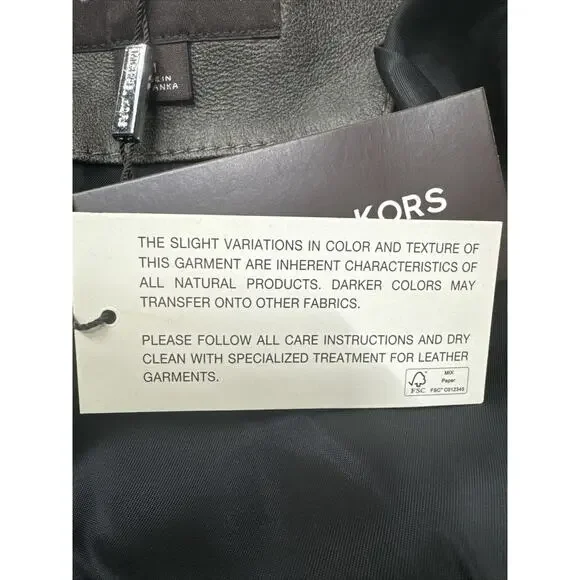 KORS
THE SLIGHT VARIATIONS IN COLOR AND TEXTURE OF
THIS GARMENT ARE INHERENT CHARACTERISTICS OF
ALL NATURAL PRODUCTS. DARKER COLORS MAY
TRANSFER ONTO OTHER FABRICS.
PLEASE FOLLOW ALL CARE INSTRUCTIONS AND DRY
CLEAN WITH SPECIALIZED TREATMENT FOR LEATHER
GARMENTS.
FSC
MIX
Paper
FSC® C012345